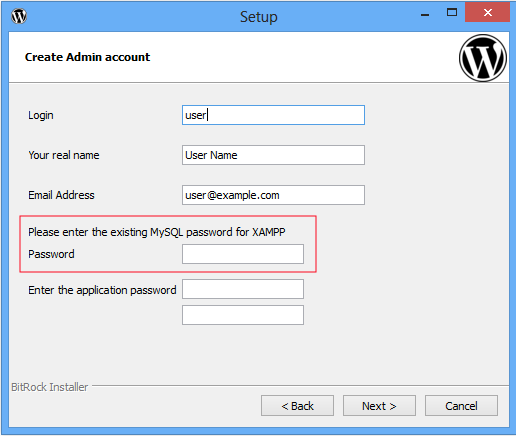 Setup
Create Admin account
Login
user
Your real name
User Name
Email Address
user@example.com
Please enter the existing MySQL password for XAMPP
Password
Enter the application password
BitRock Installer
< Back
Next >
Cancel